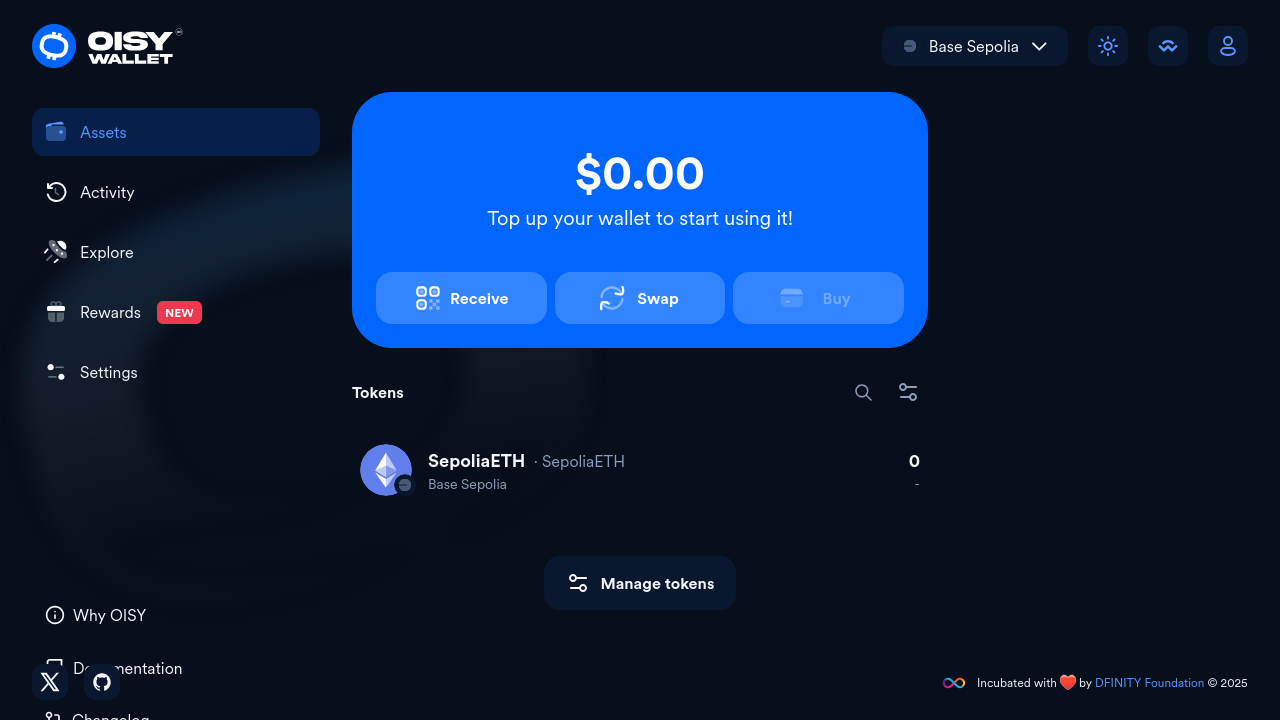 OISY
WALLET
Base Sepolia
Assets
Activity
Explore
Rewards NEW
Settings
$0.00
Top up your wallet to start using it!
Receive
Swap
Buy
Tokens
SepoliaETH · SepoliaETH
0
Base Sepolia
-
Manage tokens
Why OISY
Documentation
Changelog
Incubated with ❤️ by DFINITY Foundation © 2025